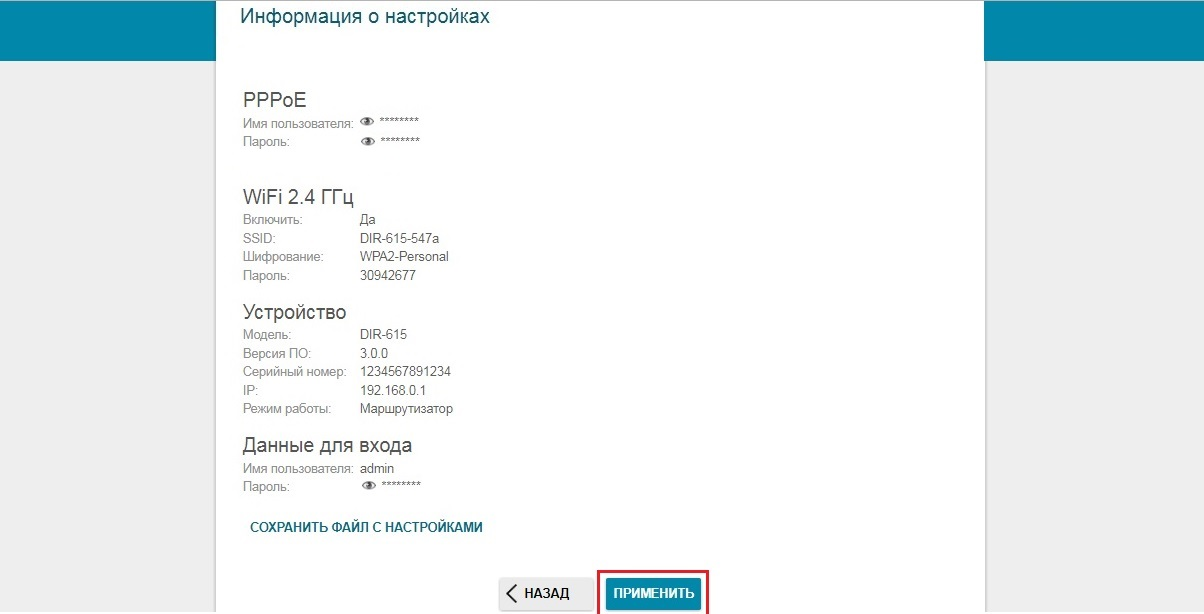 Информация о настройках
PPPoE
Имя пользователя: ********
Пароль: ********
WiFi 2.4 ГГц
Включить: Да
SSID: DIR-615-547a
Шифрование: WPA2-Personal
Пароль: 30942677
Устройство
Модель: DIR-615
Версия ПО: 3.0.0
Серийный номер: 1234567891234
IP: 192.168.0.1
Режим работы: Маршрутизатор
Данные для входа
Имя пользователя: admin
Пароль: ********
СОХРАНИТЬ ФАЙЛ С НАСТРОЙКАМИ
НАЗАД ПРИМЕНИТЬ